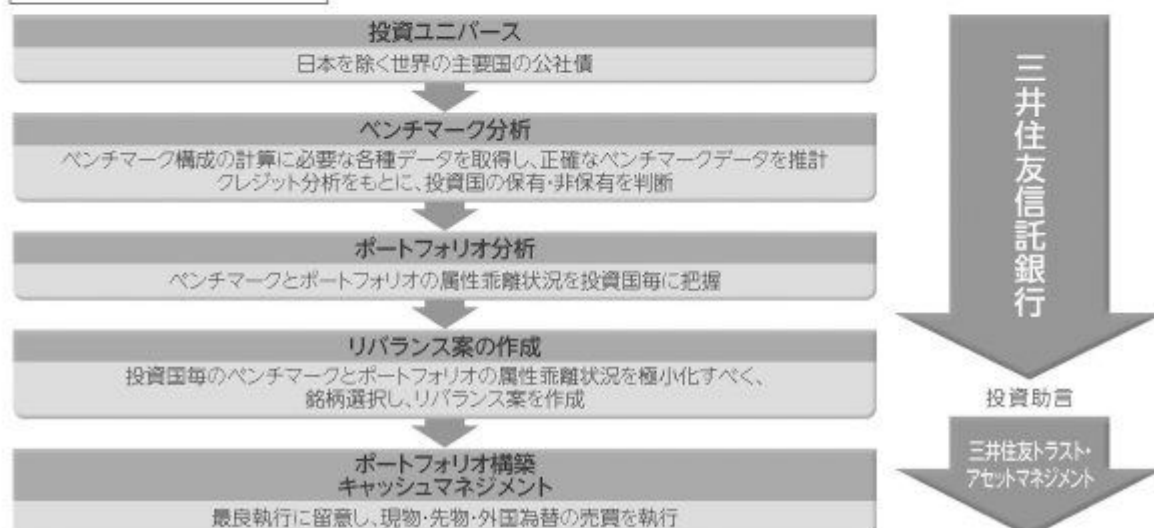 投資ユニバース
日本を除く世界の主要国の公社債
ベンチマーク分析
ベンチマーク構成の計算に必要な各種データを取得し、正確なベンチマークデータを推計
クレジット分析をもとに、投資国の保有・非保有を判断
ポートフォリオ分析
ベンチマークとポートフォリオの属性乖離状況を投資国毎に把握
リバランス案の作成
投資国毎のベンチマークとポートフォリオの属性乖離状況を極小化すべく、
銘柄選択し、リバランス案を作成
ポートフォリオ構築
キャッシュマネジメント
最良執行に留意し、現物・先物・外国為替の売買を執行
三井住友信託銀行
投資助言
三井住友トラスト・
アセットマネジメント